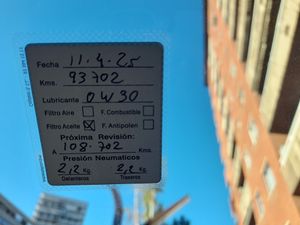 Fecha 11.4.25
Kms. 93702
Lubricante 0W30
Filtro Aire F. Combustible
Filtro Aceite X F. Antipolen
Próxima Revisión:
A 108.702 Kms.
Presión Neumaticos
2,2 Kg 2,2 Kg
Delanteros Traseros